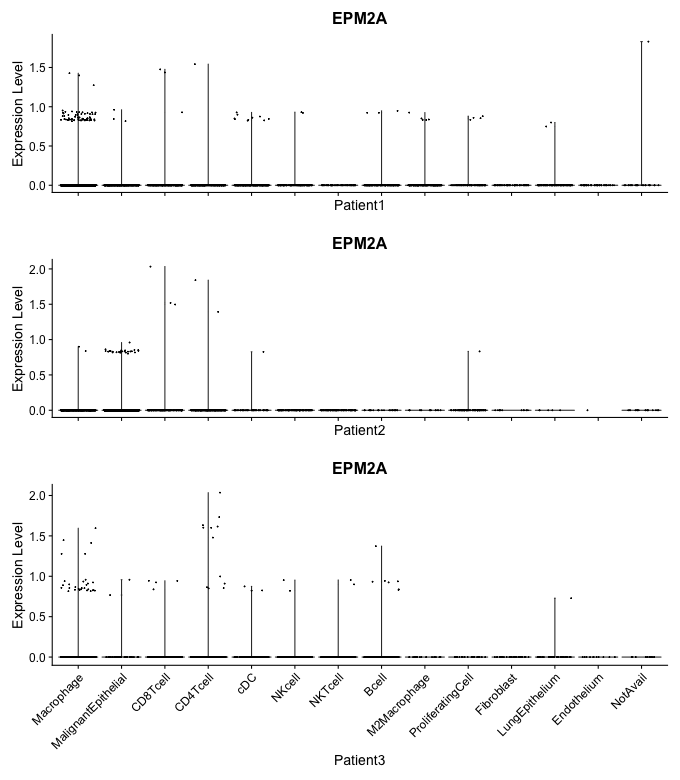 EPM2A
Expression Level
1.5
1.0
0.5
0.0
Patient1
EPM2A
Expression Level
2.0
1.5
1.0
0.5
0.0
Patient2
EPM2A
Expression Level
2.0
1.5
1.0
0.5
0.0
Macrophage
MalignantEpithelial
CD8Tcell
CD4Tcell
cDC
NKcell
NKTcell
Bcell
M2Macrophage
ProliferatingCell
Fibroblast
LungEpithelium
Endothelium
NotAvail
Patient3